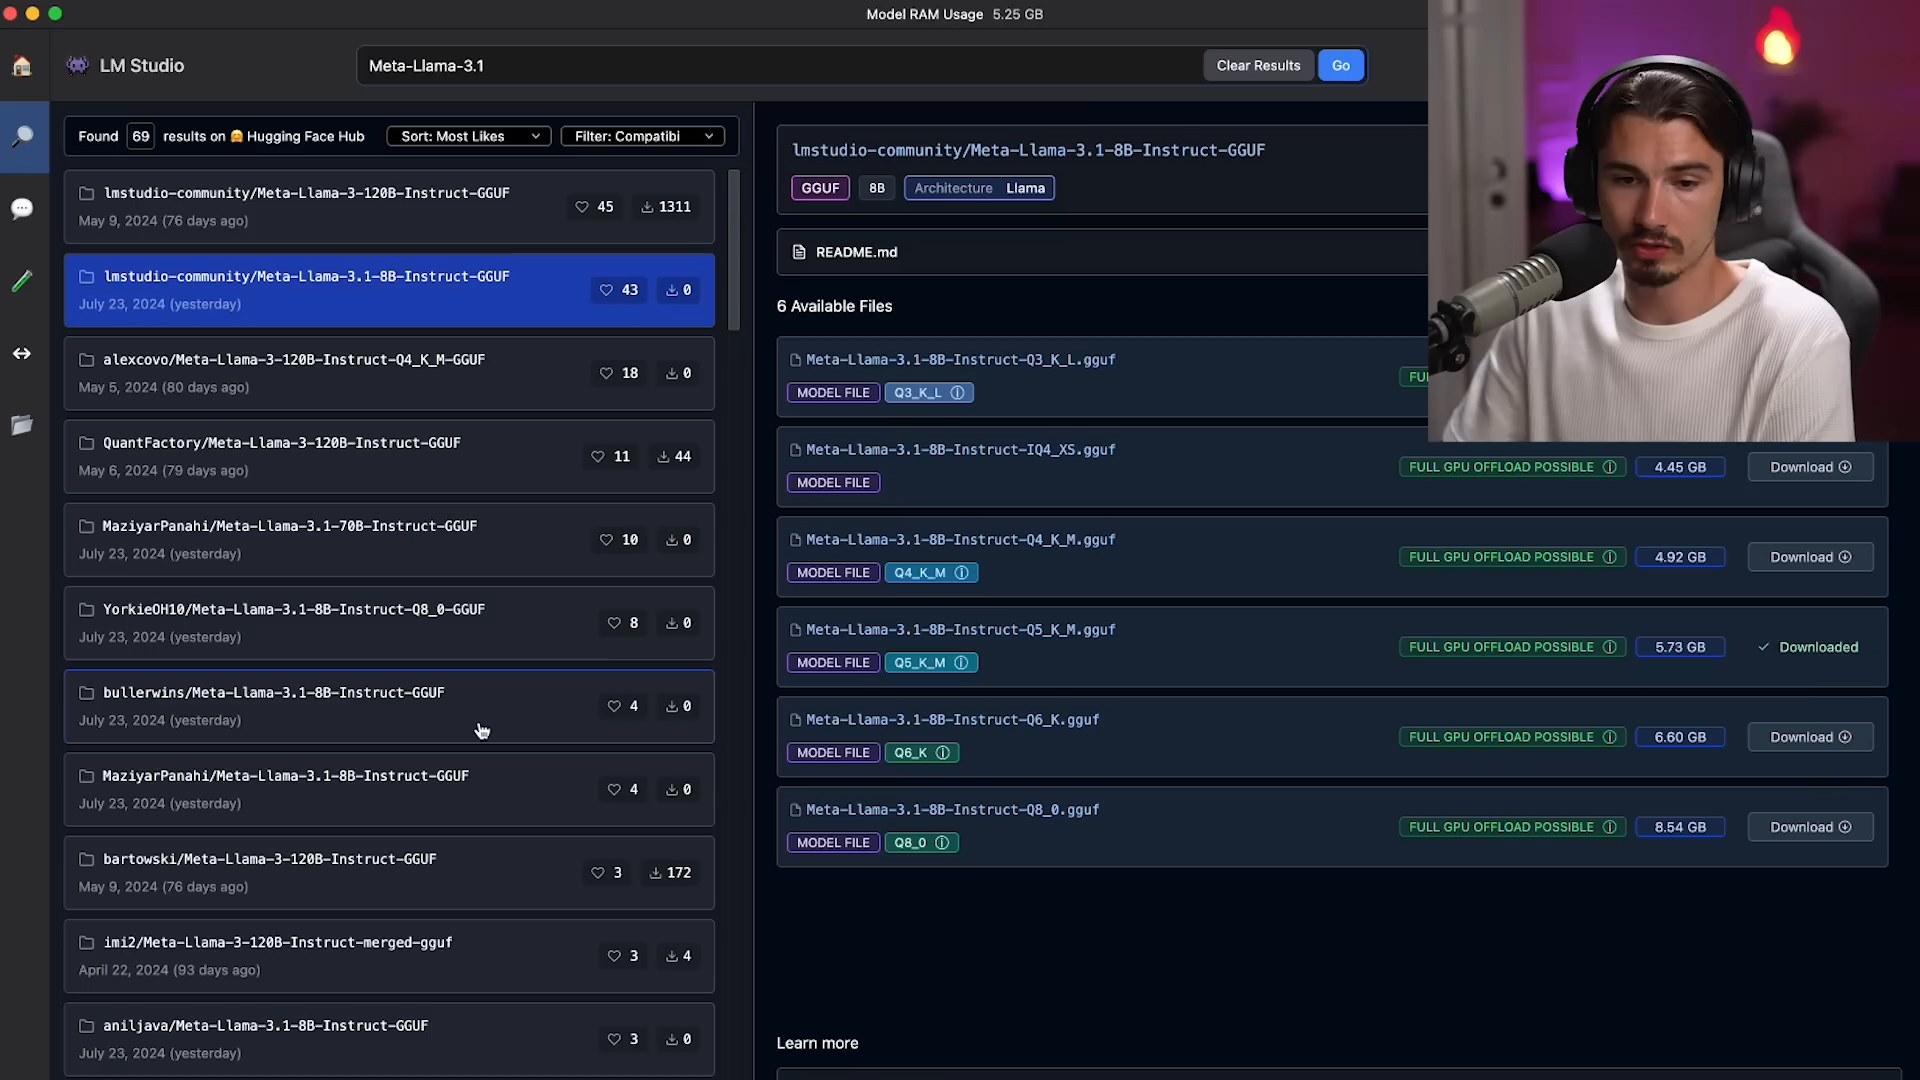 Model RAM Usage 5.25 GB
LM Studio
Meta-Llama-3.1
Clear Results
Go
Found 69 results on 🤗 Hugging Face Hub
Sort: Most Likes
Filter: Compatibi
lmstudio-community/Meta-Llama-3-120B-Instruct-GGUF
45 1311
May 9, 2024 (76 days ago)
lmstudio-community/Meta-Llama-3.1-8B-Instruct-GGUF
43 0
July 23, 2024 (yesterday)
alexcovo/Meta-Llama-3-120B-Instruct-Q4_K_M-GGUF
18 0
May 5, 2024 (80 days ago)
QuantFactory/Meta-Llama-3-120B-Instruct-GGUF
11 44
May 6, 2024 (79 days ago)
MaziyarPanahi/Meta-Llama-3.1-70B-Instruct-GGUF
10 0
July 23, 2024 (yesterday)
YorkieOH10/Meta-Llama-3.1-8B-Instruct-Q8_0-GGUF
8 0
July 23, 2024 (yesterday)
bullerwins/Meta-Llama-3.1-8B-Instruct-GGUF
4 0
July 23, 2024 (yesterday)
MaziyarPanahi/Meta-Llama-3.1-8B-Instruct-GGUF
4 0
July 23, 2024 (yesterday)
bartowski/Meta-Llama-3-120B-Instruct-GGUF
3 172
May 9, 2024 (76 days ago)
imi2/Meta-Llama-3-120B-Instruct-merged-gguf
3 4
April 22, 2024 (93 days ago)
aniljava/Meta-Llama-3.1-8B-Instruct-GGUF
3 0
July 23, 2024 (yesterday)
lmstudio-community/Meta-Llama-3.1-8B-Instruct-GGUF
GGUF 8B Architecture Llama
README.md
6 Available Files
Meta-Llama-3.1-8B-Instruct-Q3_K_L.gguf
FUL
MODEL FILE Q3_K_L
Meta-Llama-3.1-8B-Instruct-IQ4_XS.gguf
FULL GPU OFFLOAD POSSIBLE 4.45 GB Download
MODEL FILE
Meta-Llama-3.1-8B-Instruct-Q4_K_M.gguf
FULL GPU OFFLOAD POSSIBLE 4.92 GB Download
MODEL FILE Q4_K_M
Meta-Llama-3.1-8B-Instruct-Q5_K_M.gguf
FULL GPU OFFLOAD POSSIBLE 5.73 GB Downloaded
MODEL FILE Q5_K_M
Meta-Llama-3.1-8B-Instruct-Q6_K.gguf
FULL GPU OFFLOAD POSSIBLE 6.60 GB Download
MODEL FILE Q6_K
Meta-Llama-3.1-8B-Instruct-Q8_0.gguf
FULL GPU OFFLOAD POSSIBLE 8.54 GB Download
MODEL FILE Q8_0
Learn more